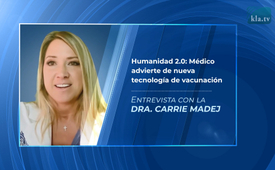 kla.tv
Humanidad 2.0: Médico
advierte de nueva
tecnología de vacunación
ENTREVISTA CON LA
DRA. CARRIE MADEJ